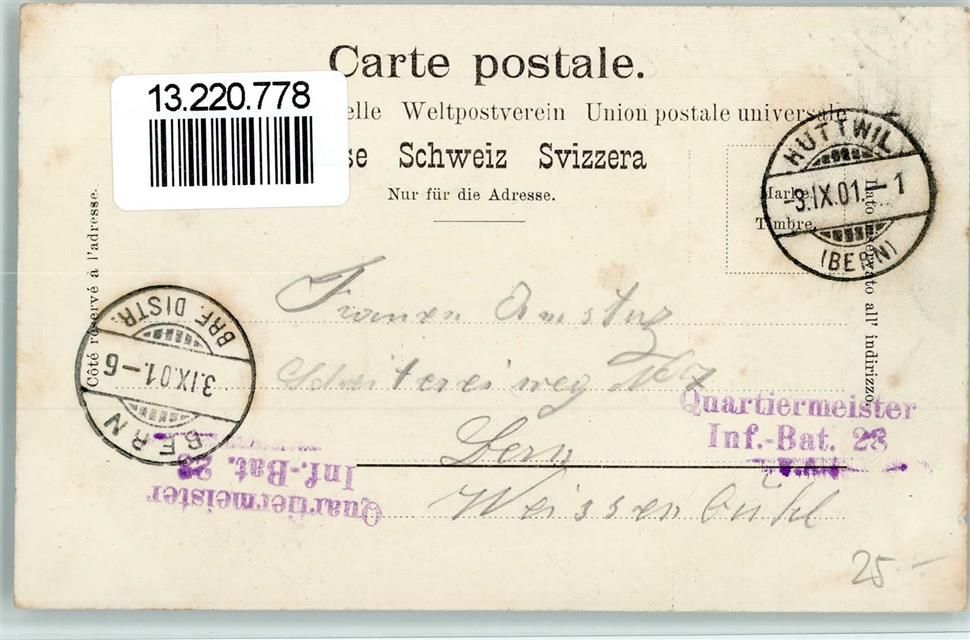 Carte postale.
13.220.778
elle Weltpostverein Union postale universelle
se Schweiz Svizzera
Nur für die Adresse.
Marke
Timbre
HUTTWIL
-3.IX.01.-1
(BERN)
Côté réservé à l'adresse.
Lato riservato all' indirizzo.
BERN
3.IX.01.-6
BRF. DISTR.
Bern
Weissenbühl
Quartiermeister
Inf.-Bat. 28
Quartiermeister
Inf.-Bat. 28
25-